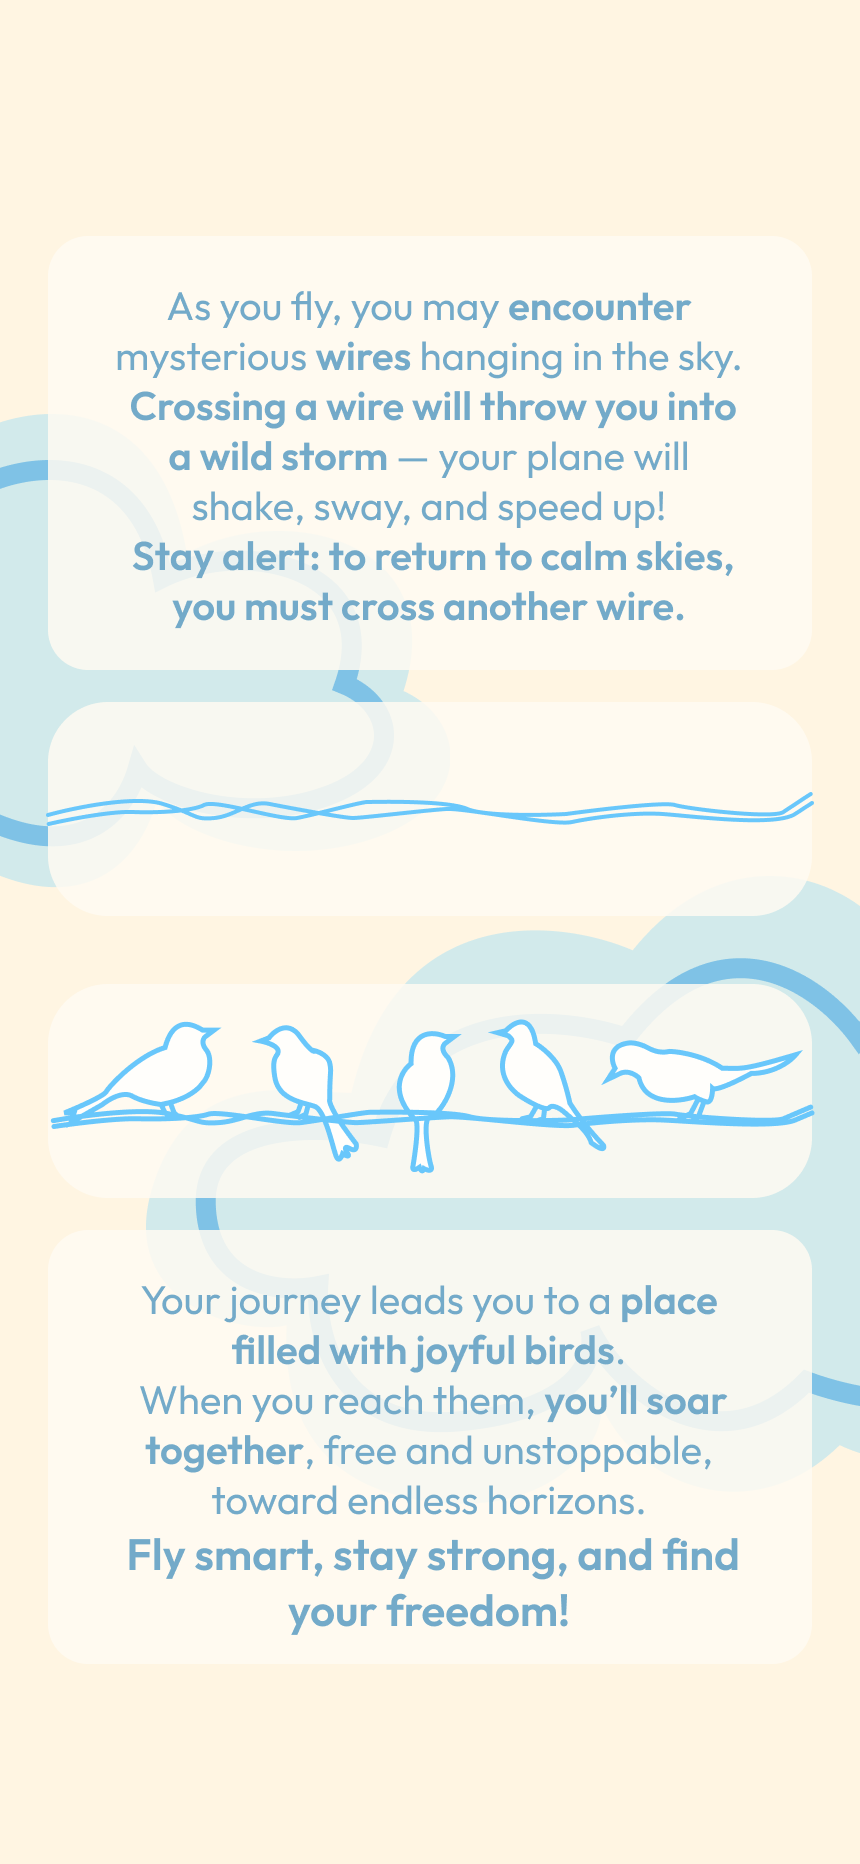 As you fly, you may encounter
mysterious wires hanging in the sky.
Crossing a wire will throw you into
a wild storm — your plane will
shake, sway, and speed up!
Stay alert: to return to calm skies,
you must cross another wire.
Your journey leads you to a place
filled with joyful birds.
When you reach them, you’ll soar
together, free and unstoppable,
toward endless horizons.
Fly smart, stay strong, and find
your freedom!